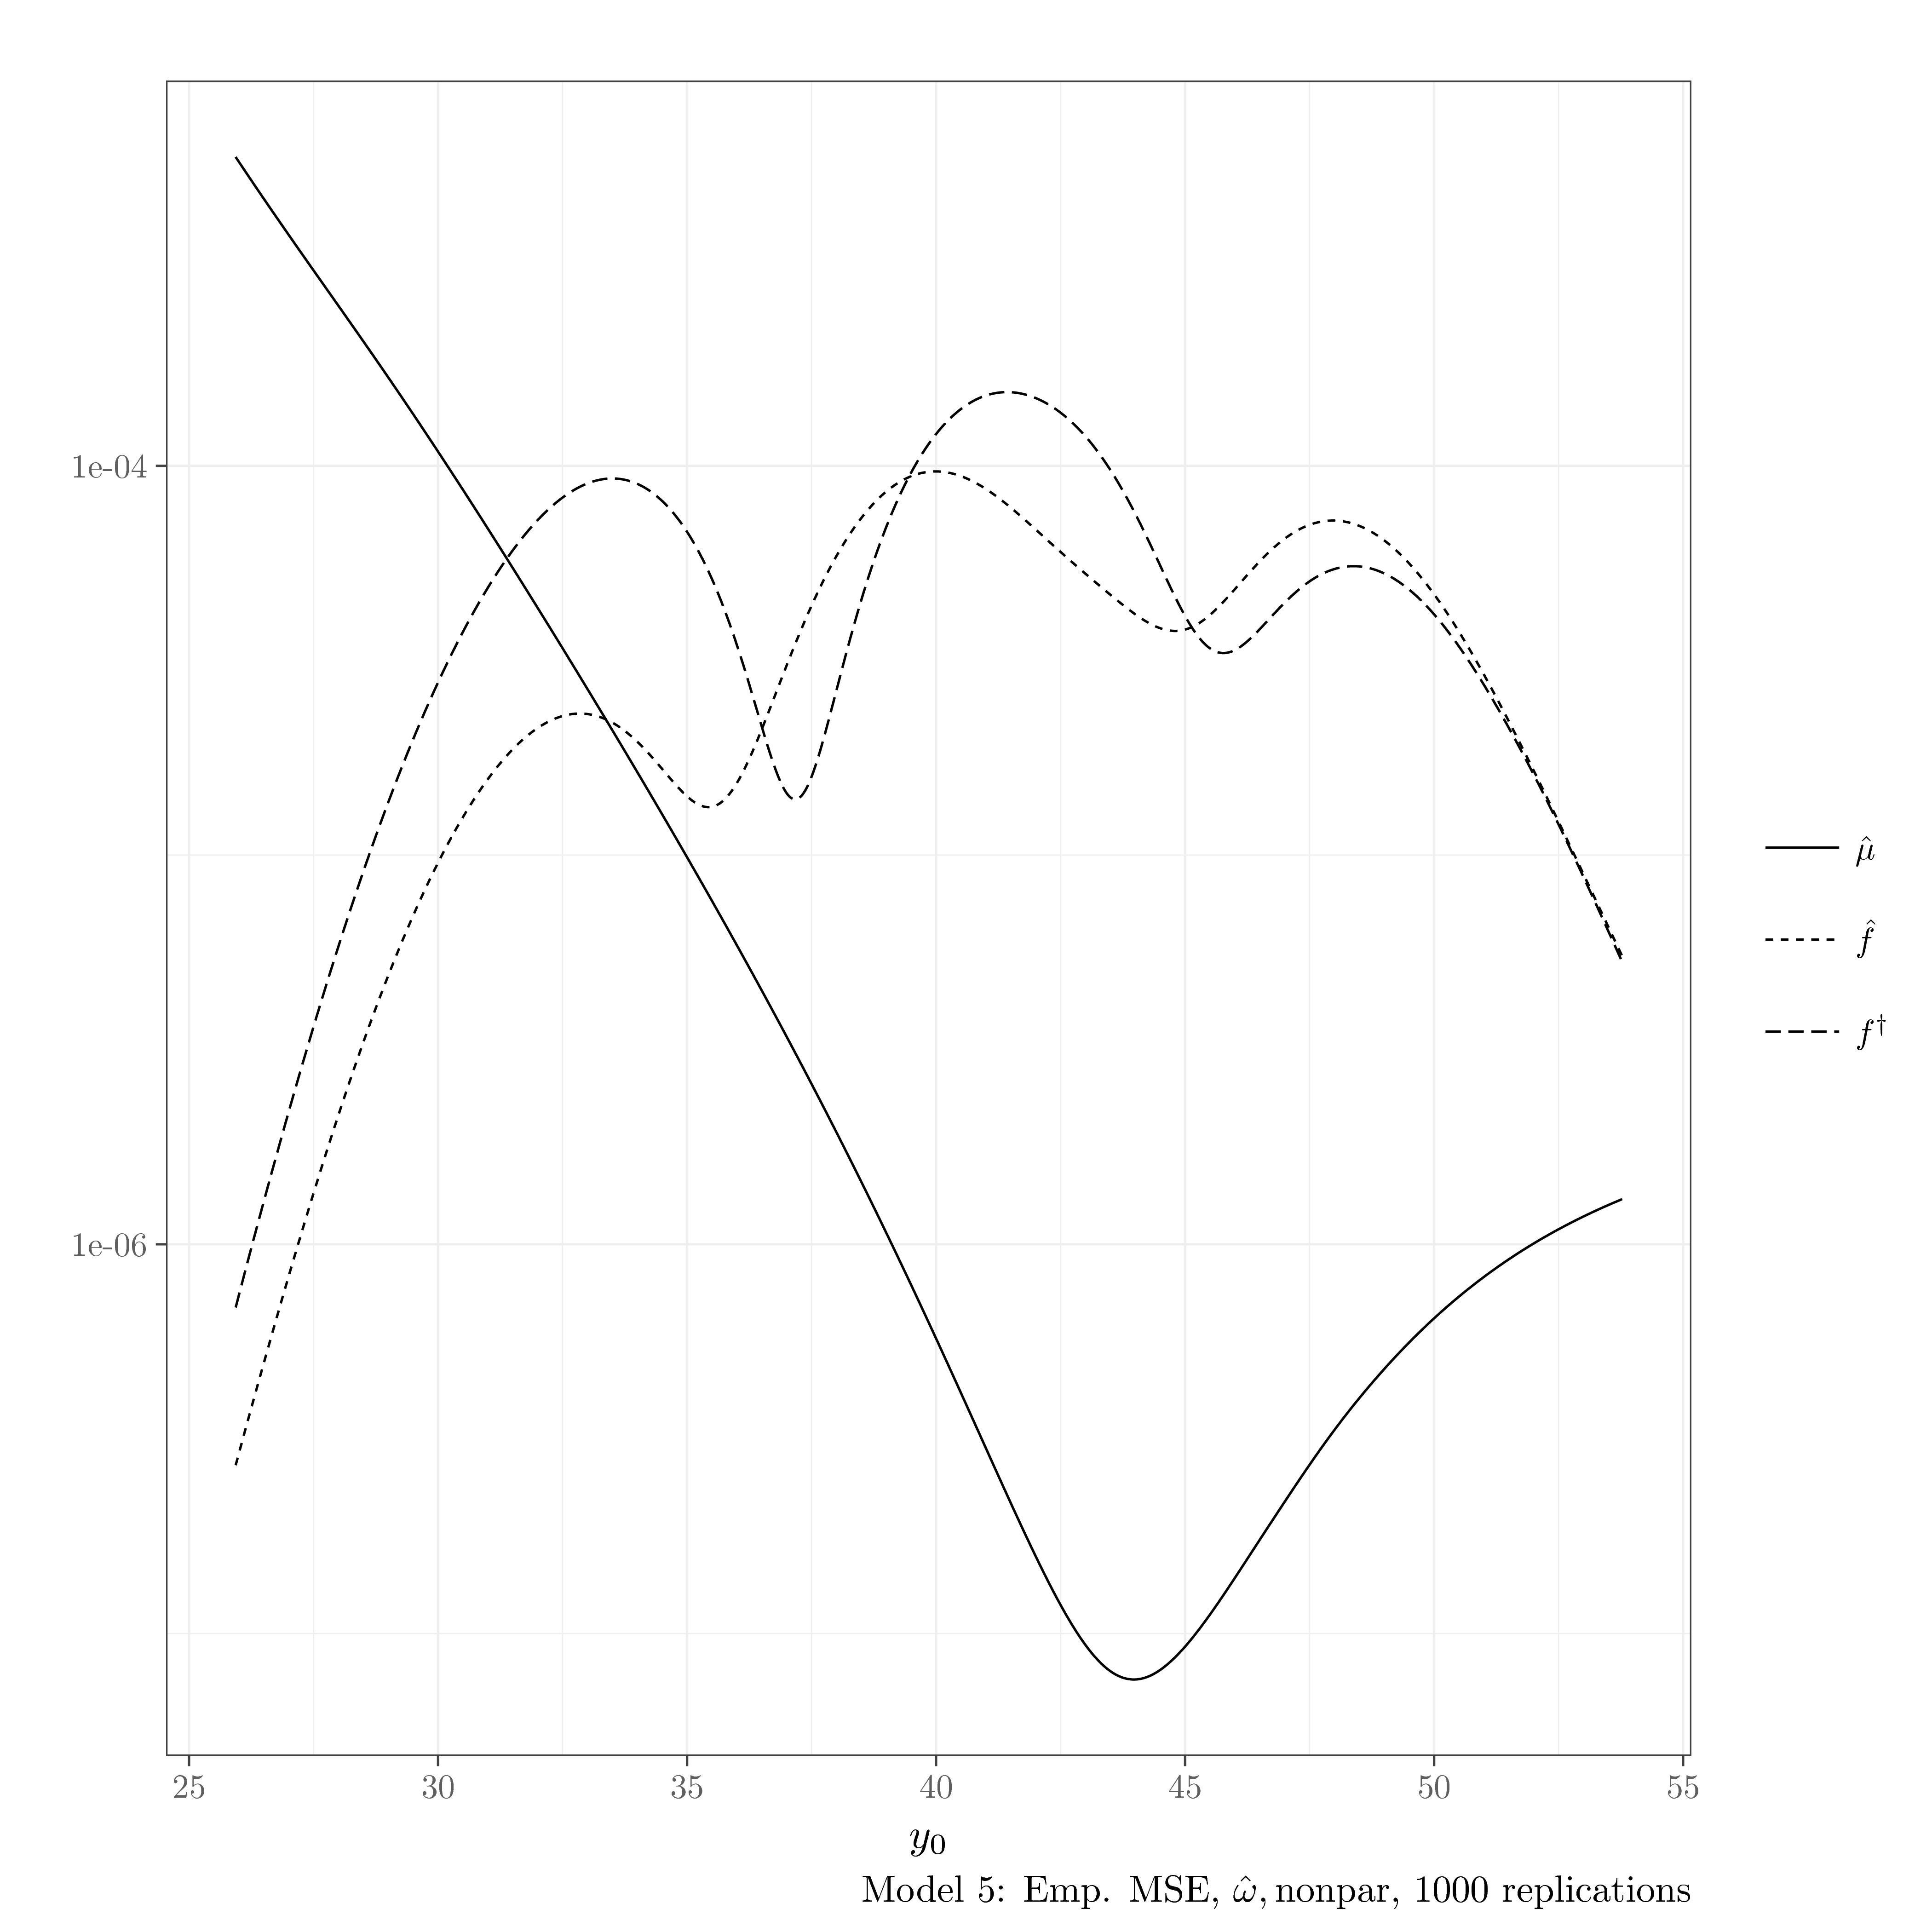 1e-04
1e-06
25 30 35 40 45 50 55
y₀
Model 5: Emp. MSE, ω̂, nonpar, 1000 replications
μ̂
f̂
f†